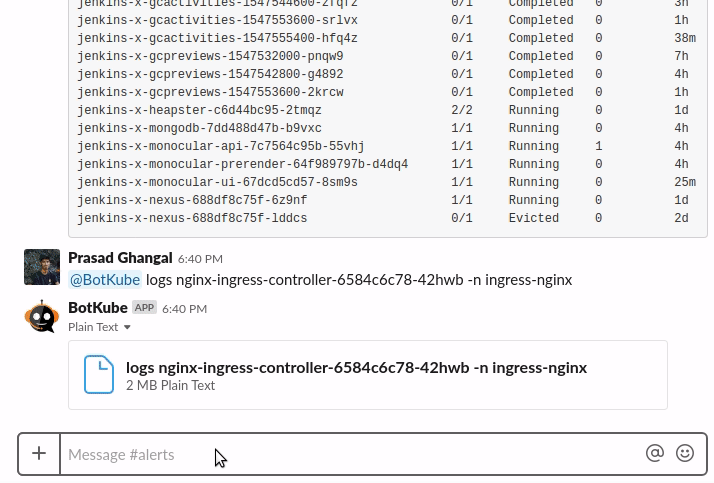 jenkins-x-gcactivities-1547544600-zfqfz 0/1 Completed 0 3h
jenkins-x-gcactivities-1547553600-srlvx 0/1 Completed 0 1h
jenkins-x-gcactivities-1547555400-hfq4z 0/1 Completed 0 38m
jenkins-x-gcpreviews-1547532000-pnqw9 0/1 Completed 0 7h
jenkins-x-gcpreviews-1547542800-g4892 0/1 Completed 0 4h
jenkins-x-gcpreviews-1547553600-2krcw 0/1 Completed 0 1h
jenkins-x-heapster-c6d44bc95-2tmqz 2/2 Running 0 1d
jenkins-x-mongodb-7dd488d47b-b9vxc 1/1 Running 0 4h
jenkins-x-monocular-api-7c7564c95b-55vhj 1/1 Running 1 4h
jenkins-x-monocular-prerender-64f989797b-d4dq4 1/1 Running 0 4h
jenkins-x-monocular-ui-67dcd5cd57-8sm9s 1/1 Running 0 25m
jenkins-x-nexus-688df8c75f-6z9nf 1/1 Running 0 1d
jenkins-x-nexus-688df8c75f-lddcs 0/1 Evicted 0 2d
Prasad Ghangal 6:40 PM
@BotKube logs nginx-ingress-controller-6584c6c78-42hwb -n ingress-nginx
BotKube APP 6:40 PM
Plain Text
logs nginx-ingress-controller-6584c6c78-42hwb -n ingress-nginx
2 MB Plain Text
Message #alerts